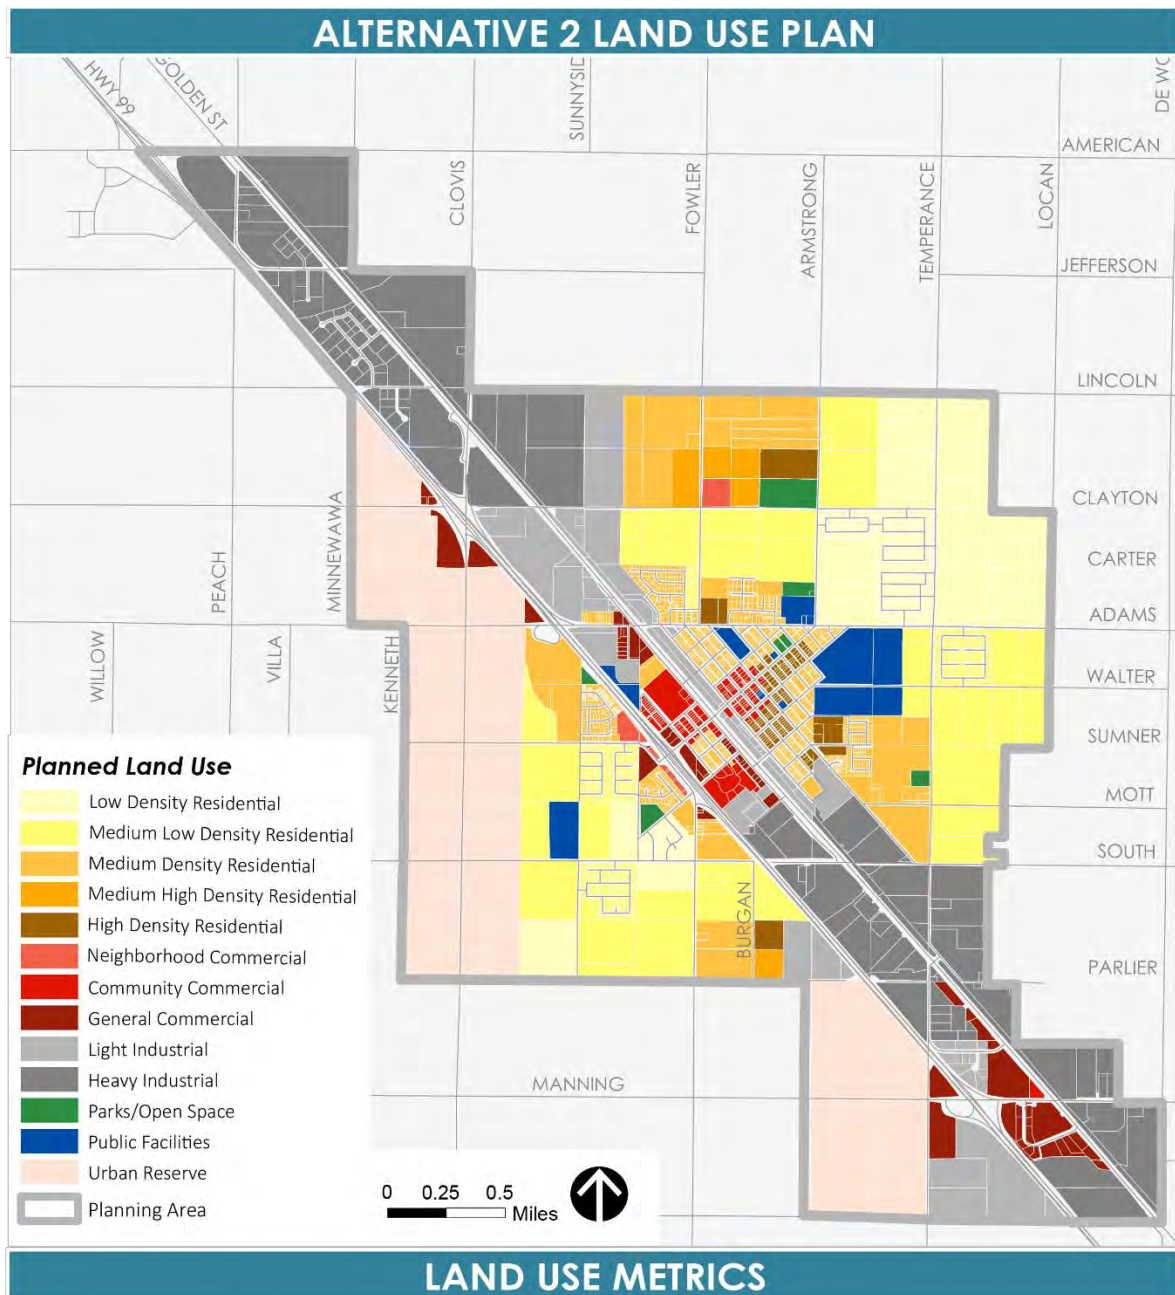 ALTERNATIVE 2 LAND USE PLAN
HWY 99
GOLDEN ST
SUNNYSID
DE WO
AMERICAN
CLOVIS
FOWLER
ARMSTRONG
TEMPERANCE
LOCAN
JEFFERSON
LINCOLN
CLAYTON
CARTER
ADAMS
PEACH
MINNEWAWA
WILLOW
VILLA
KENNETH
WALTER
SUMNER
MOTT
SOUTH
BURGAN
PARLIER
MANNING
Planned Land Use
Low Density Residential
Medium Low Density Residential
Medium Density Residential
Medium High Density Residential
High Density Residential
Neighborhood Commercial
Community Commercial
General Commercial
Light Industrial
Heavy Industrial
Parks/Open Space
Public Facilities
Urban Reserve
Planning Area
0 0.25 0.5
Miles
LAND USE METRICS